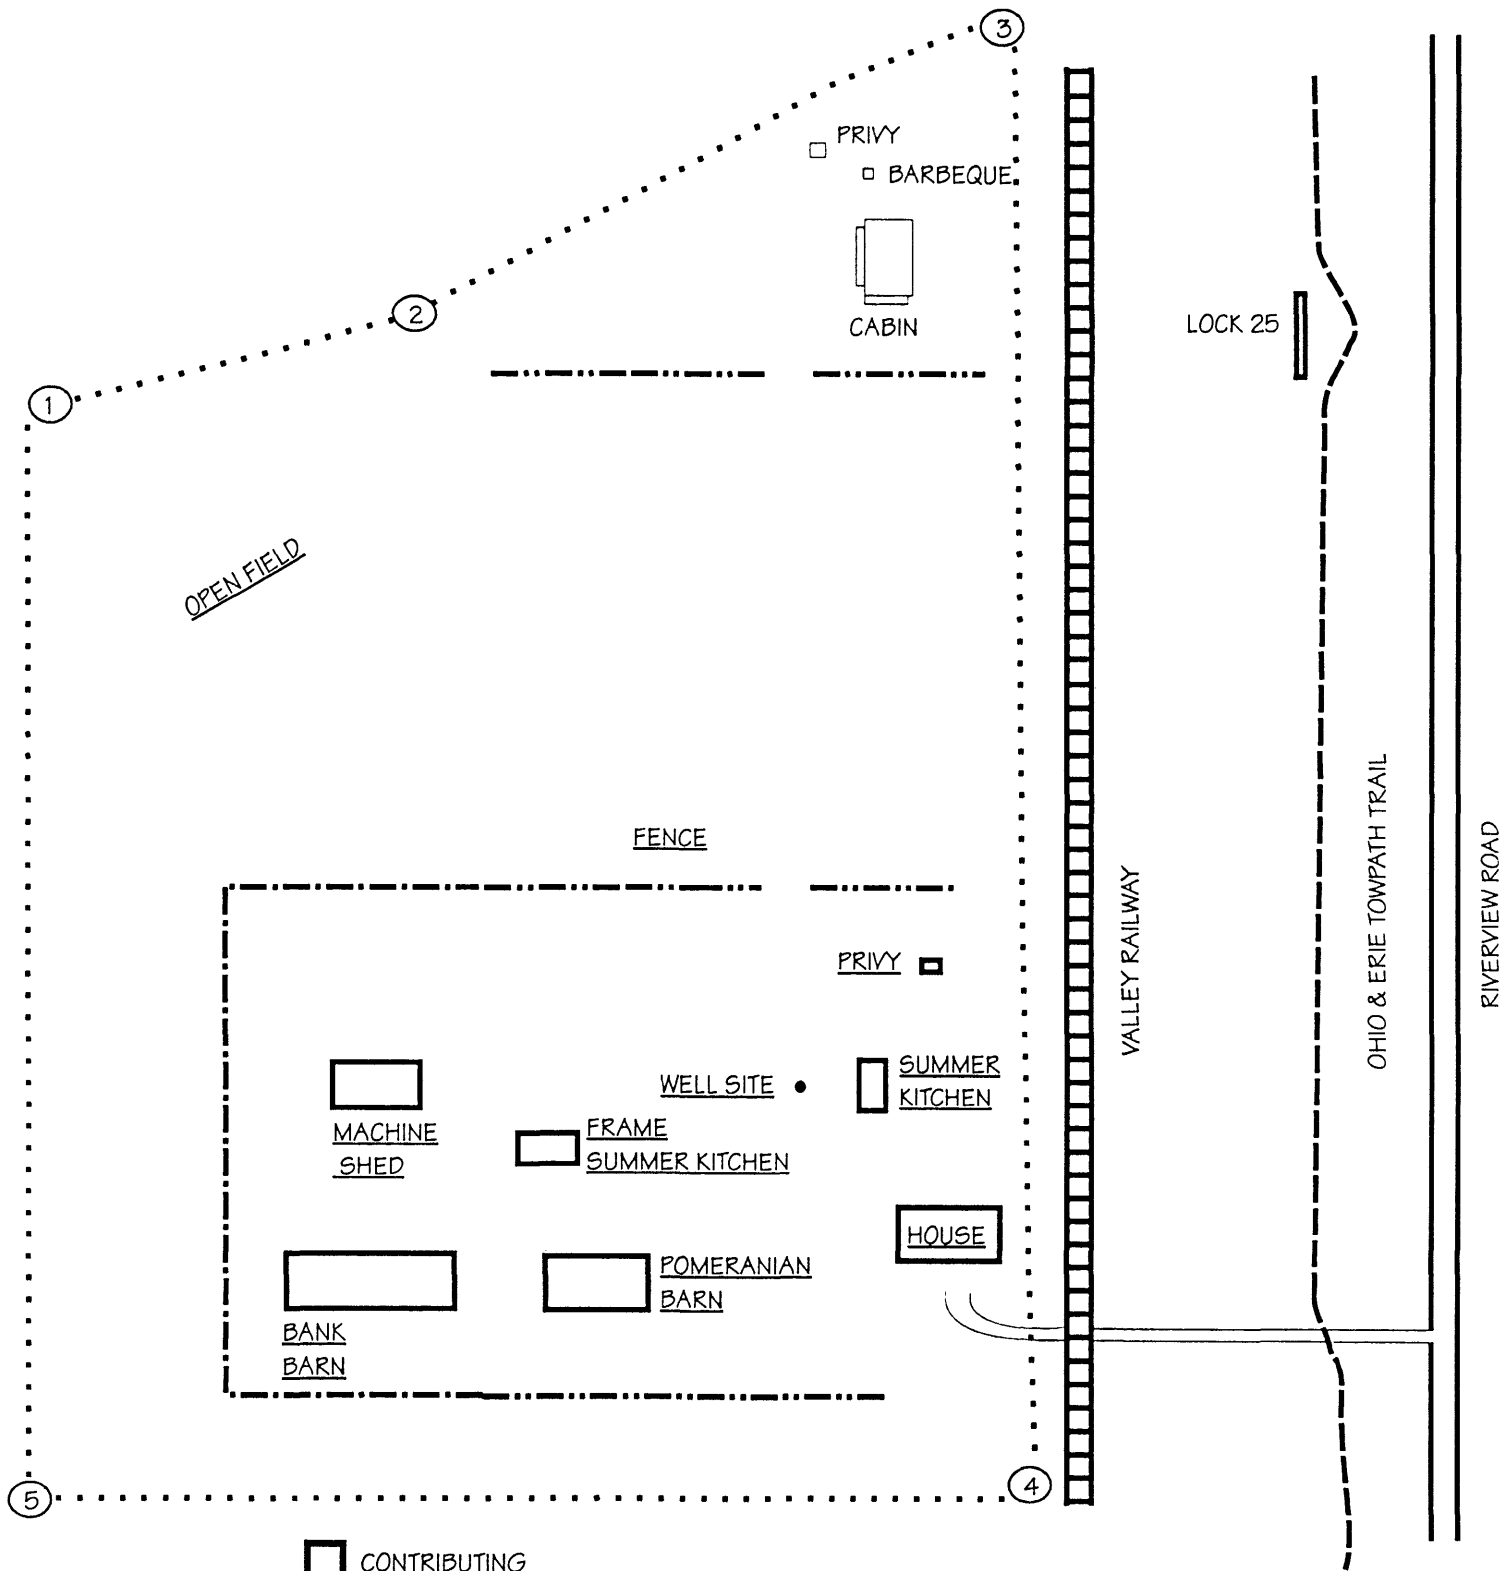 3
PRIVY
BARBEQUE
2
CABIN
LOCK 25
1
OPEN FIELD
FENCE
PRIVY
VALLEY RAILWAY
OHIO & ERIE TOWPATH TRAIL
RIVERVIEW ROAD
WELL SITE
SUMMER
KITCHEN
MACHINE
SHED
FRAME
SUMMER KITCHEN
HOUSE
POMERANIAN
BARN
BANK
BARN
4
5
CONTRIBUTING